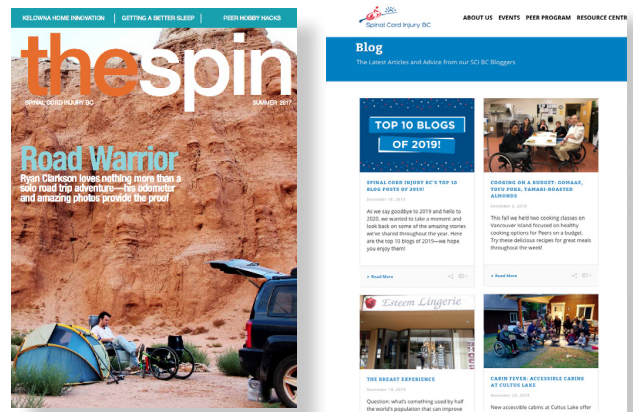 KELOWNA HOME INNOVATION | GETTING A BETTER SLEEP | PEER HOBBY HACKS
thespin
SPINAL CORD INJURY BC
SUMMER 2017
Road Warrior
Ryan Clarkson loves nothing more than a
solo road trip adventure—his odometer
and amazing photos provide the proof
Spinal Cord Injury BC
ABOUT US EVENTS PEER PROGRAM RESOURCE CENTR
Blog
The Latest Articles and Advice from our SCI BC Bloggers
TOP 10 BLOGS
OF 2019!
SPINAL CORD INJURY BC'S TOP 10
BLOG POSTS OF 2019!
As we say goodbye to 2019 and hello to
2020, we wanted to take a moment and
look back on some of the amazing stories
we've shared throughout the year. Here
are the top 10 blogs of 2019—we hope
you enjoy them!
> Read More
COOKING ON A BUDGET: GOMAAE,
TOFU POKE, TAMARI-ROASTED
ALMONDS
This fall we held two cooking classes on
Vancouver Island focused on healthy
cooking options for Peers on a budget.
Try these delicious recipes for great meals
throughout the week!
> Read More
Esteem Lingerie
THE BREAST EXPERIENCE
Question: what's something used by half
the world's population that can improve
CABIN FEVER: ACCESSIBLE CABINS
AT CULTUS LAKE
New accessible cabins at Cultus Lake offer